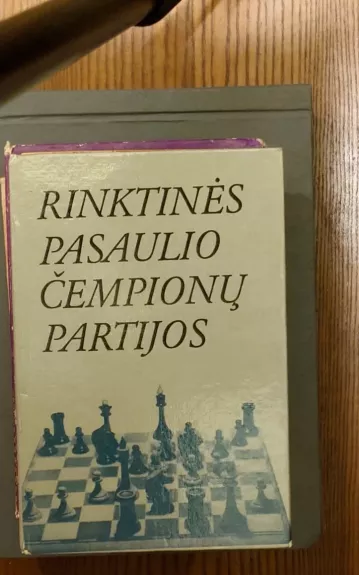 RINKTINĖS
PASAULIO
ČEMPIONŲ
PARTIJOS